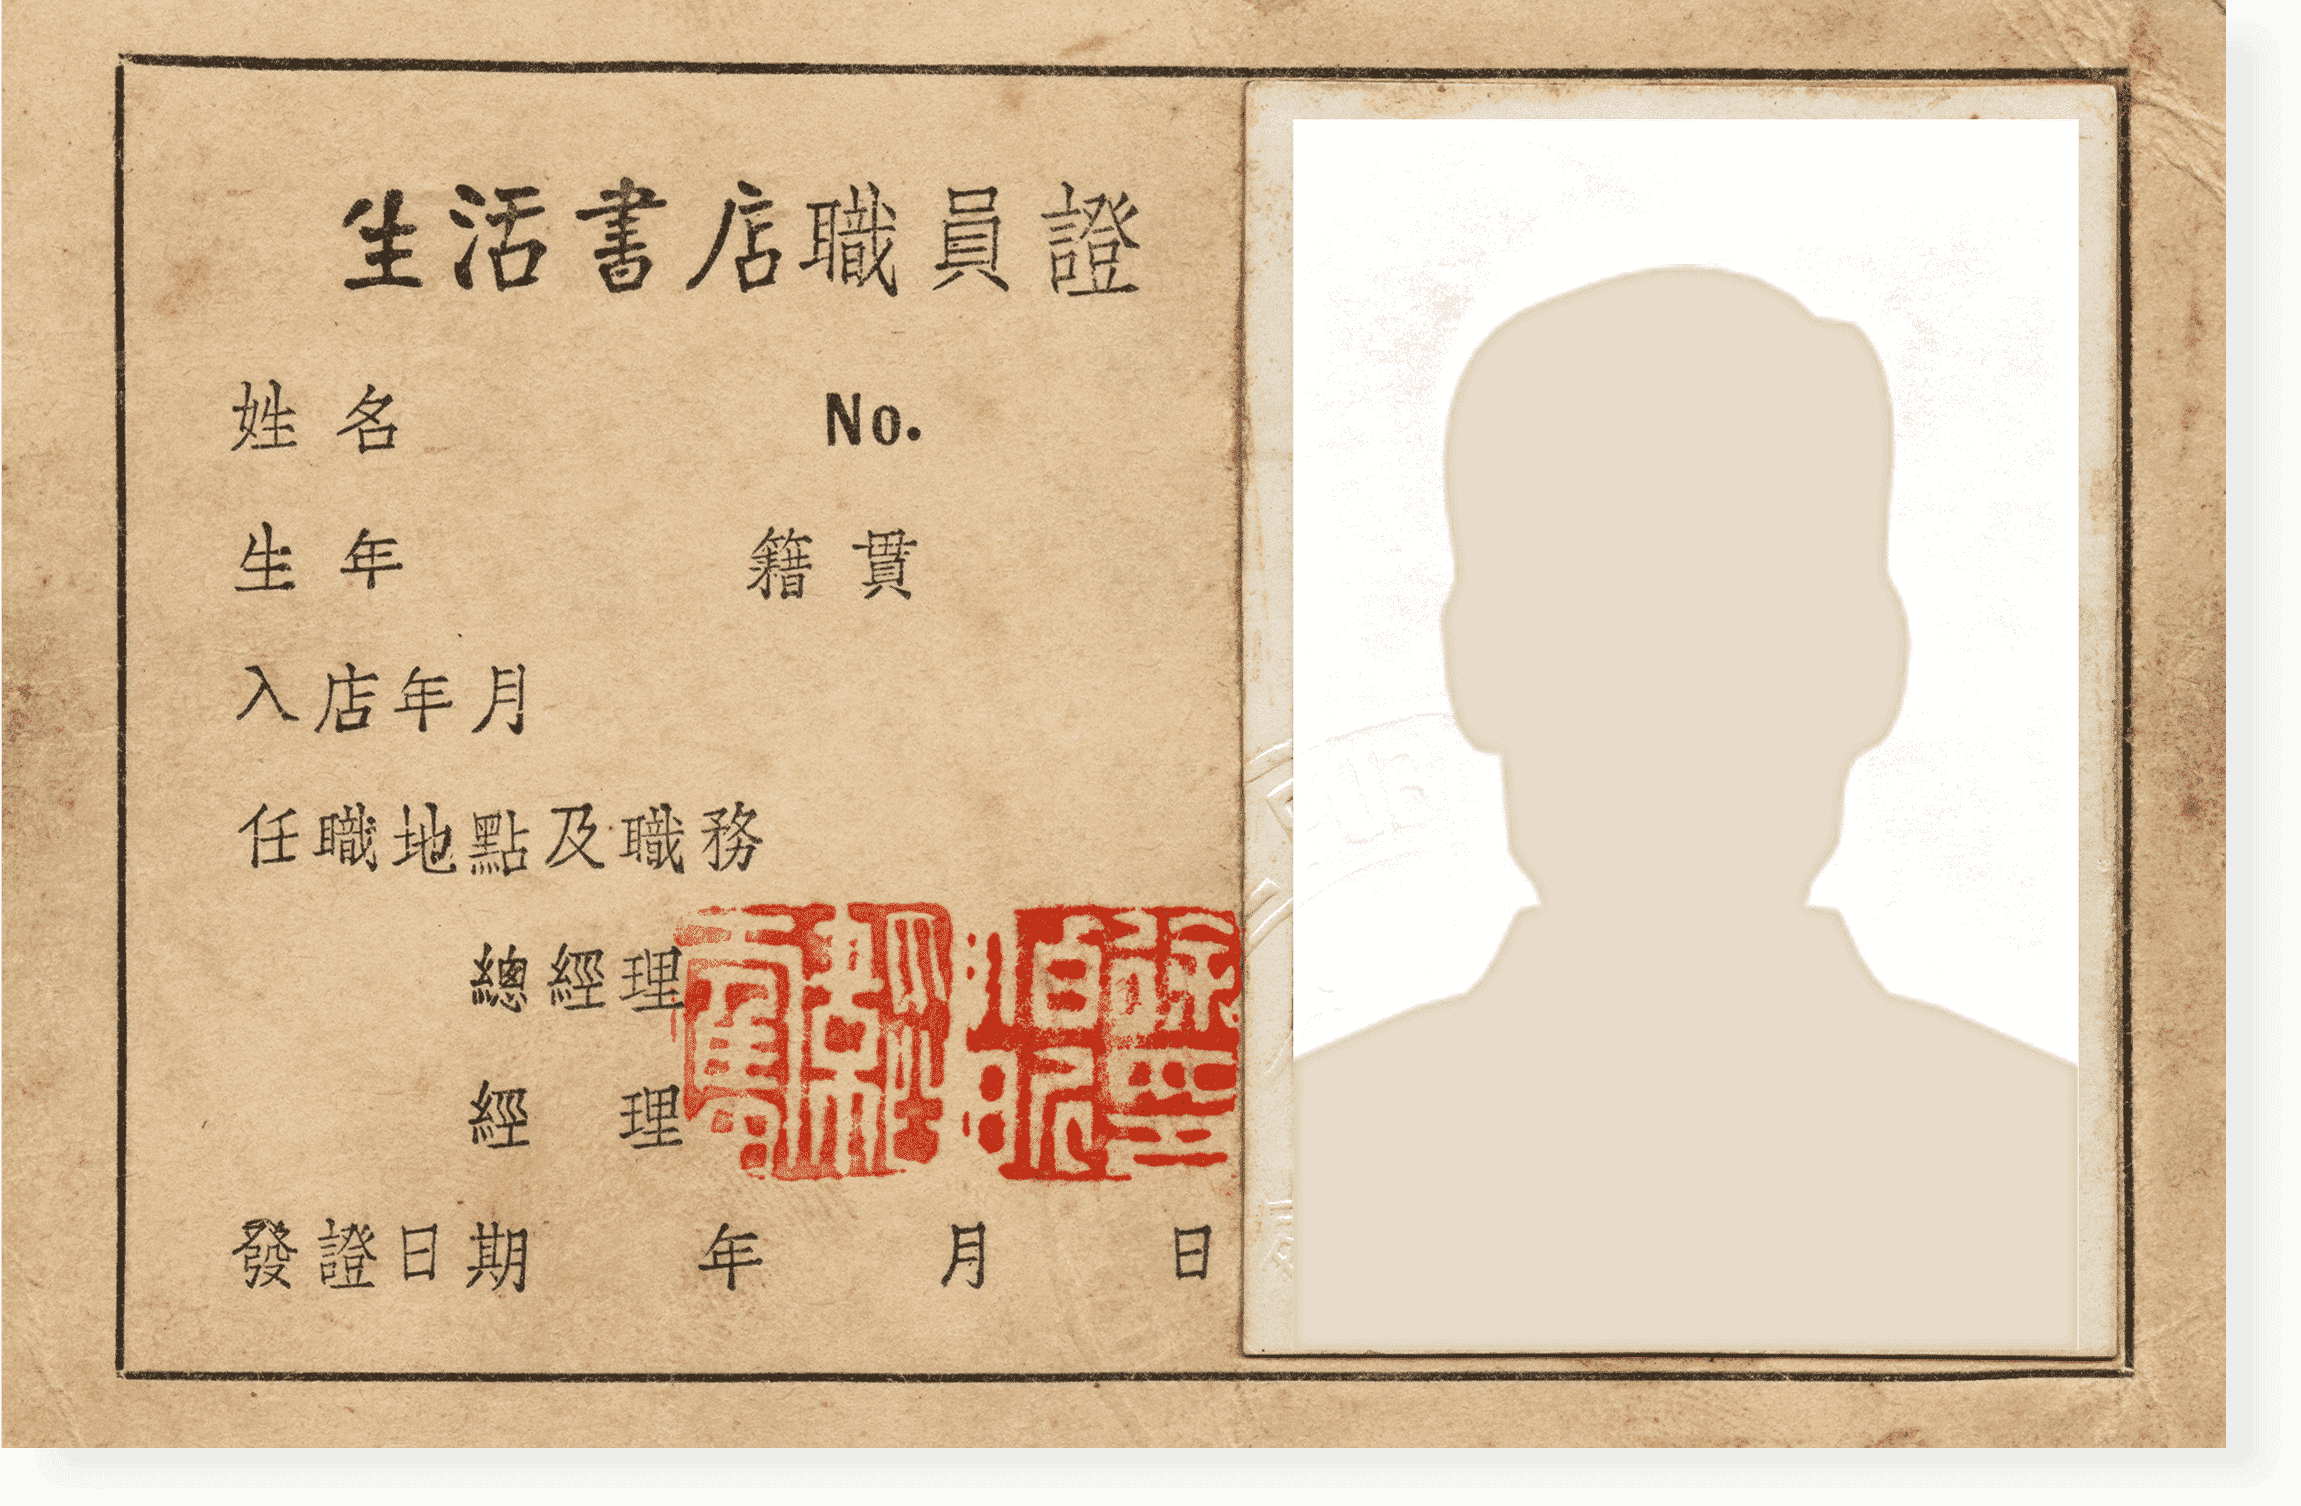 生活書店職員證
姓名 No.
生年 籍貫
入店年月
任職地點及職務
總經理
經理
發證日期 年 月 日